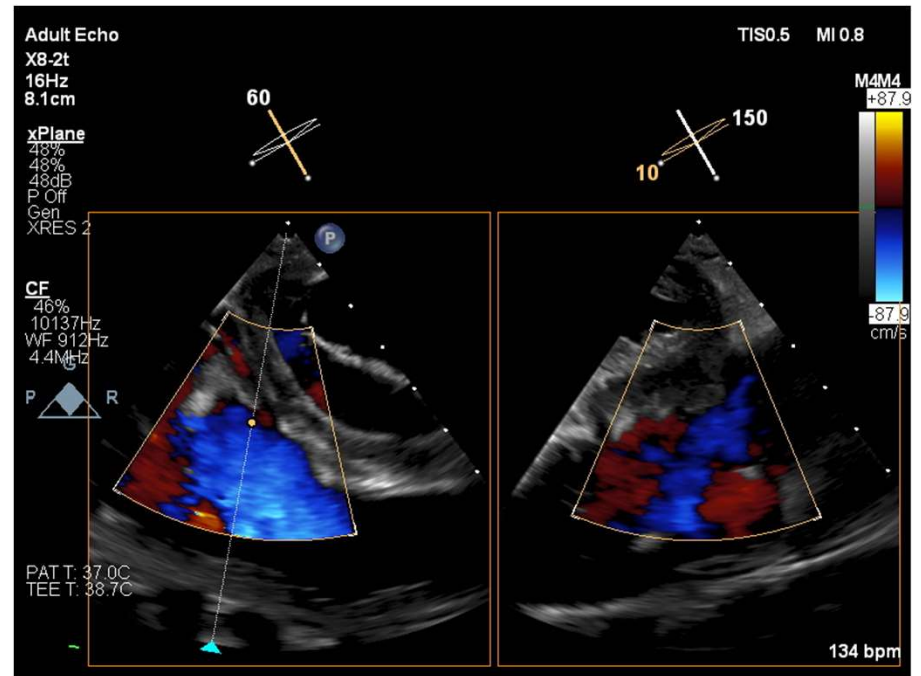 Adult Echo
TIS0.5 MI 0.8
X8-2t
16Hz
8.1cm
M4M4
+87.9
60
150
10
xPlane
48%
48%
48dB
P Off
Gen
XRES 2
P
CF
46%
10137Hz
WF 912Hz
4.4MHz
G
P R
-87.9
cm/s
PAT T: 37.0C
TEE T: 38.7C
134 bpm